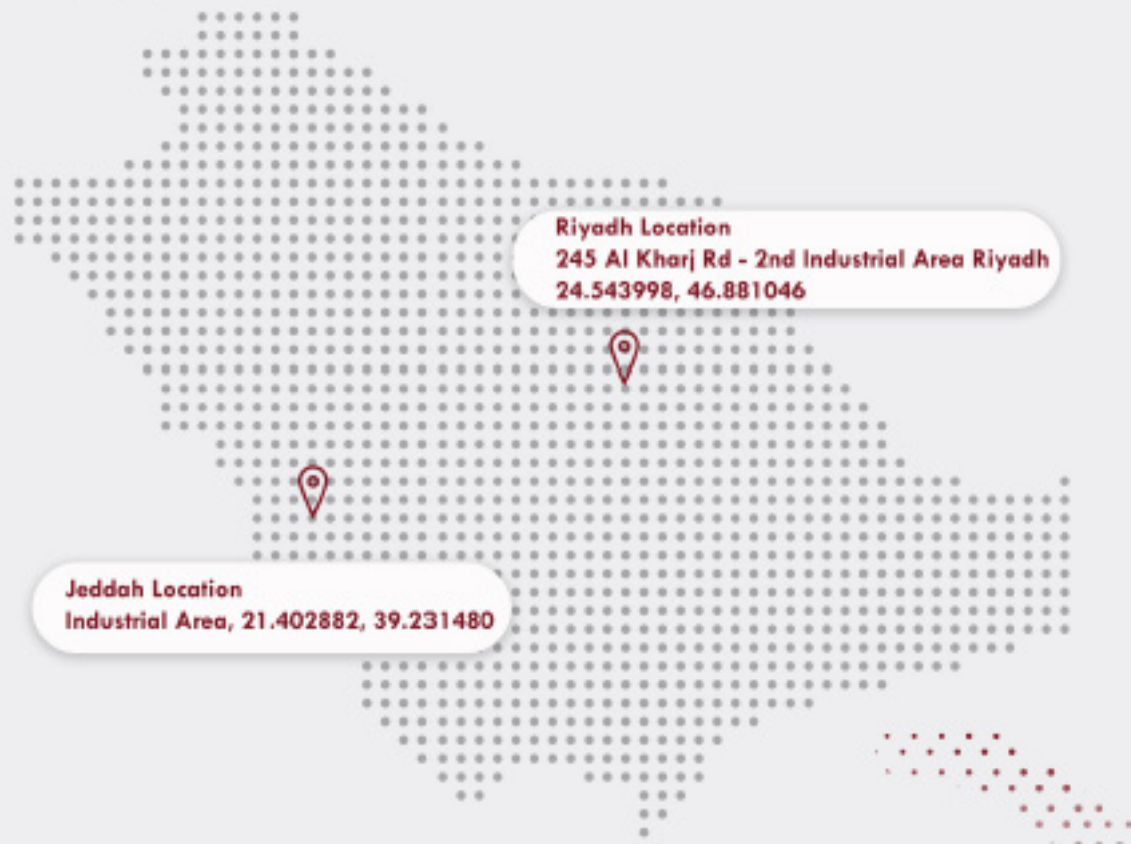 Riyadh Location
245 Al Kharj Rd - 2nd Industrial Area Riyadh
24.543998, 46.881046
Jeddah Location
Industrial Area, 21.402882, 39.231480